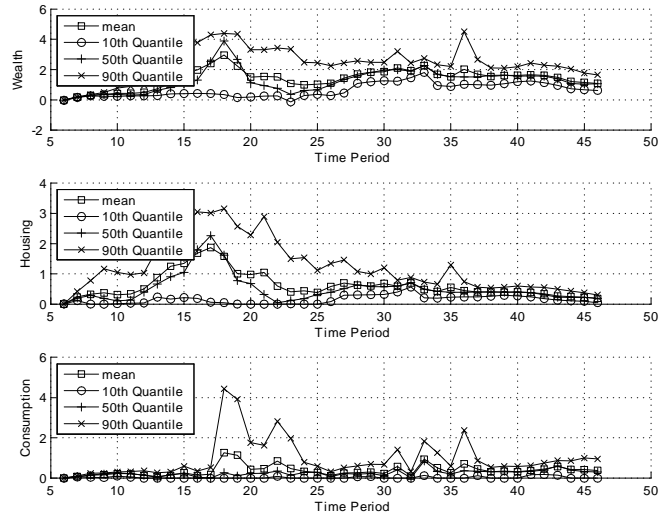 6
4
2
0
-2
Wealth
mean
10th Quantile
50th Quantile
90th Quantile
5 10 15 20 25 30 35 40 45 50
Time Period
4
3
2
1
0
Housing
mean
10th Quantile
50th Quantile
90th Quantile
5 10 15 20 25 30 35 40 45 50
Time Period
6
4
2
0
Consumption
mean
10th Quantile
50th Quantile
90th Quantile
5 10 15 20 25 30 35 40 45 50
Time Period